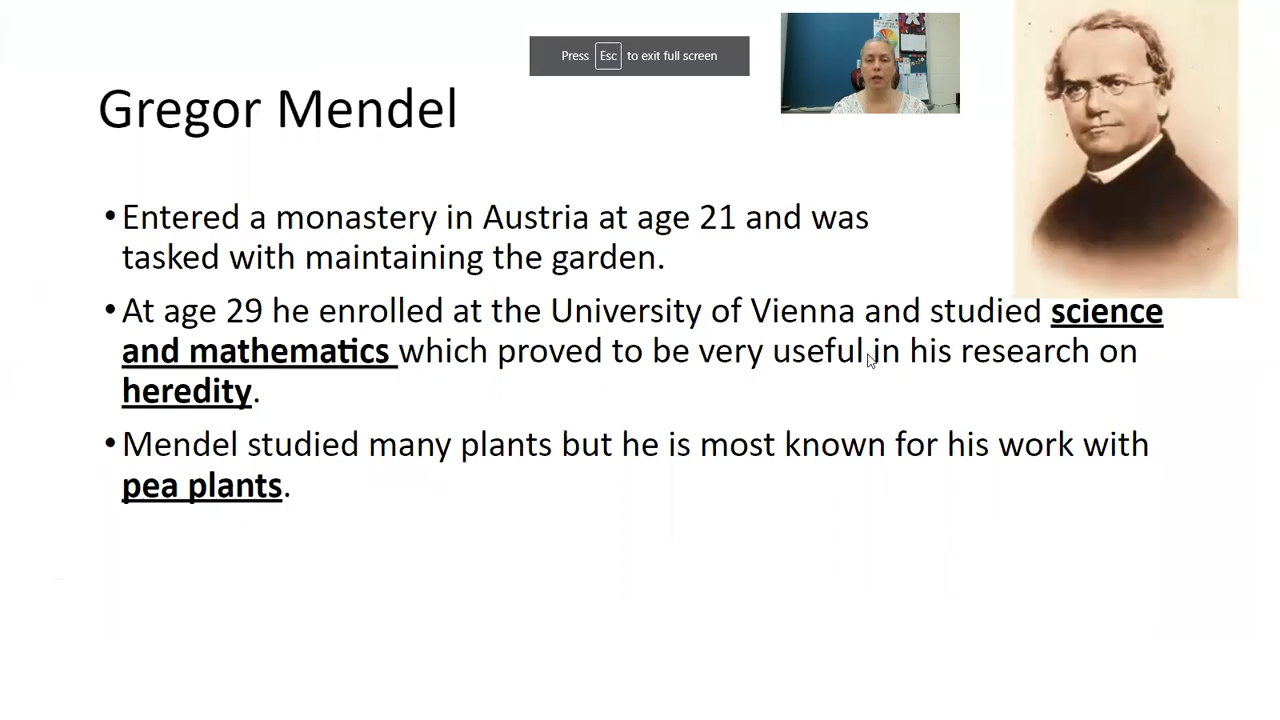 Press Esc to exit full screen
Gregor Mendel
•Entered a monastery in Austria at age 21 and was
tasked with maintaining the garden.
•At age 29 he enrolled at the University of Vienna and studied science
and mathematics which proved to be very useful in his research on
heredity.
•Mendel studied many plants but he is most known for his work with
pea plants.